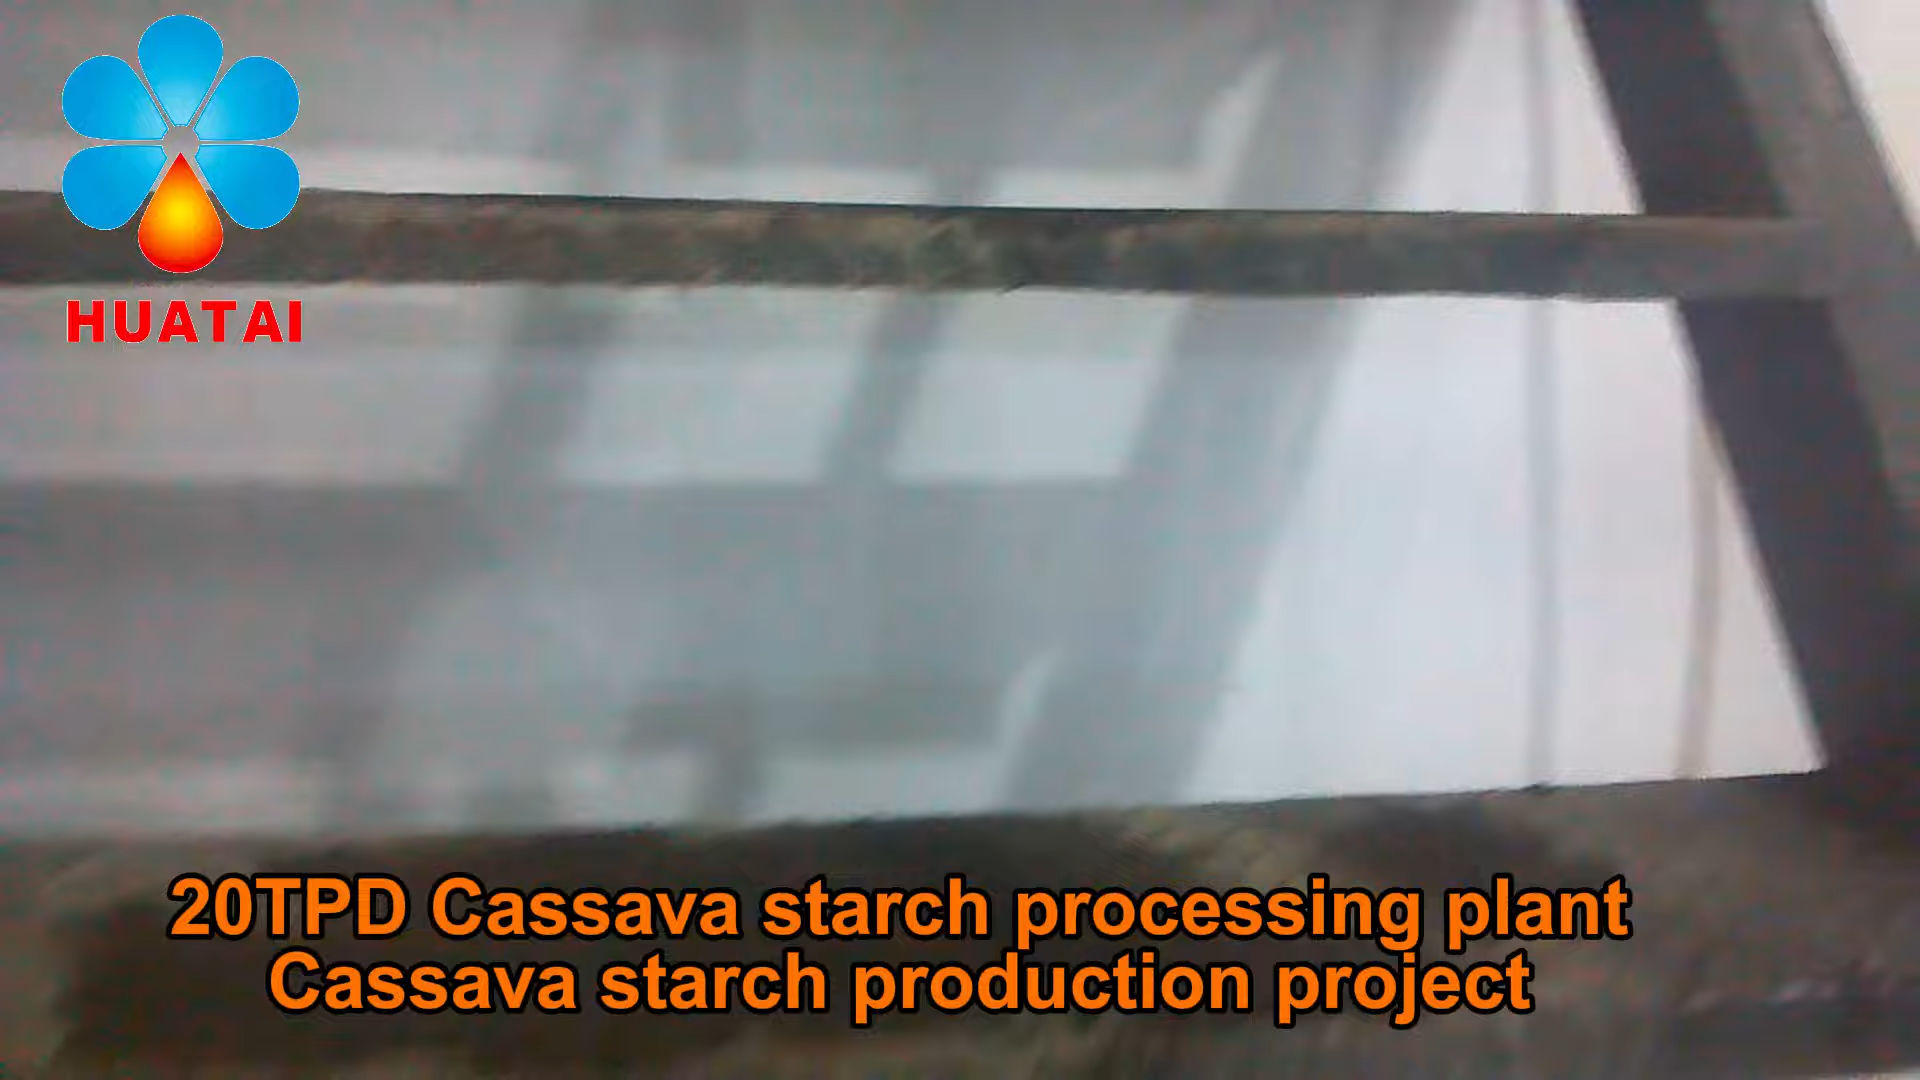 HUATAI
20TPD Cassava starch processing plant
Cassava starch production project